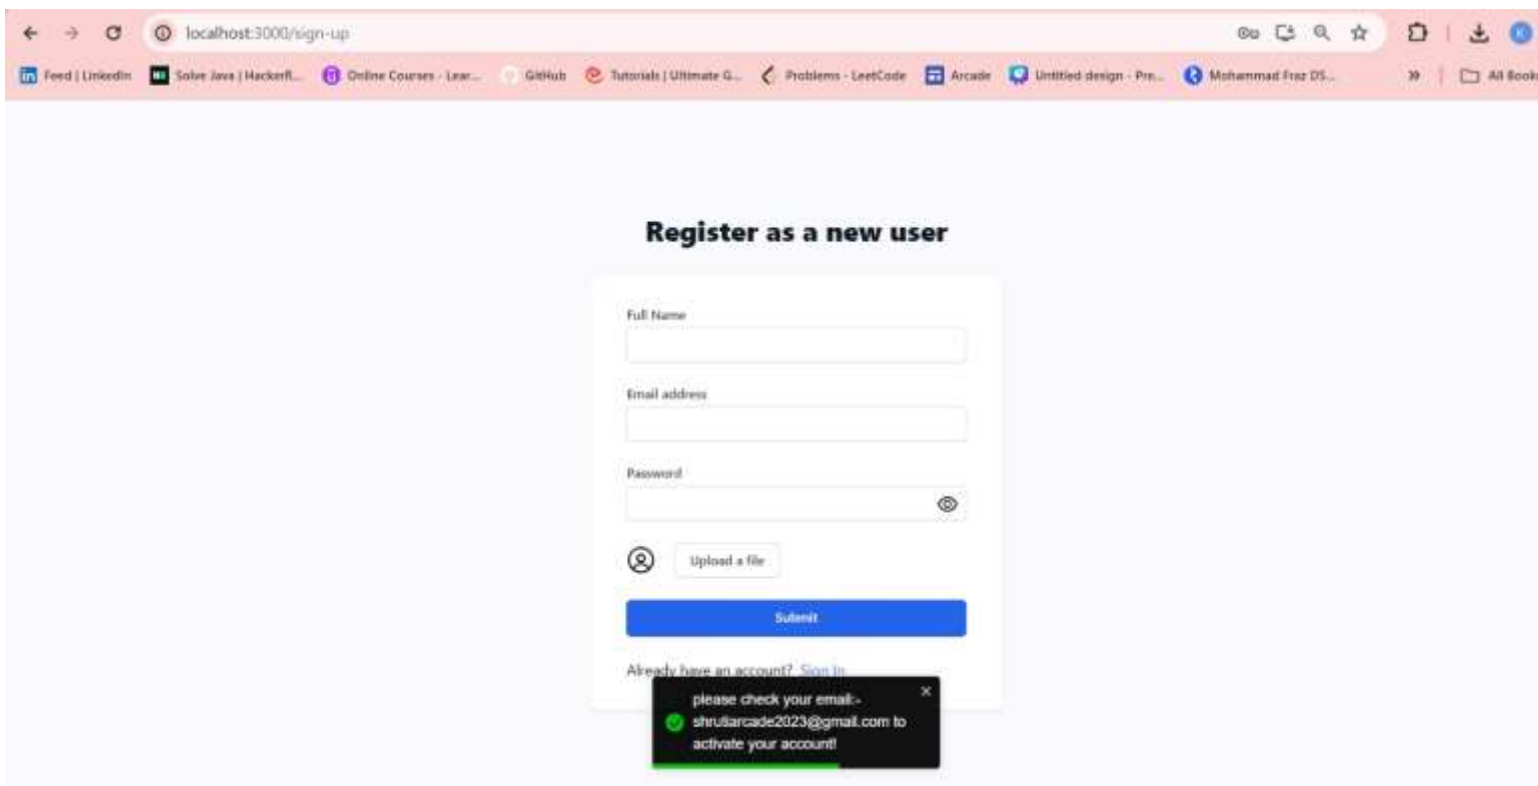 localhost:3000/sign-up
Feed | LinkedIn Solve Java | HackerR... Online Courses - Lear... GitHub Tutorials | Ultimate G... Problems - LeetCode Arcade Untitled design - Pre... Mohammad Fraz DS... » All Book
Register as a new user
Full Name
Email address
Password
Upload a file
Submit
Already have an account? Sign In
please check your email:-
shrutiarcade2023@gmail.com to
activate your account!